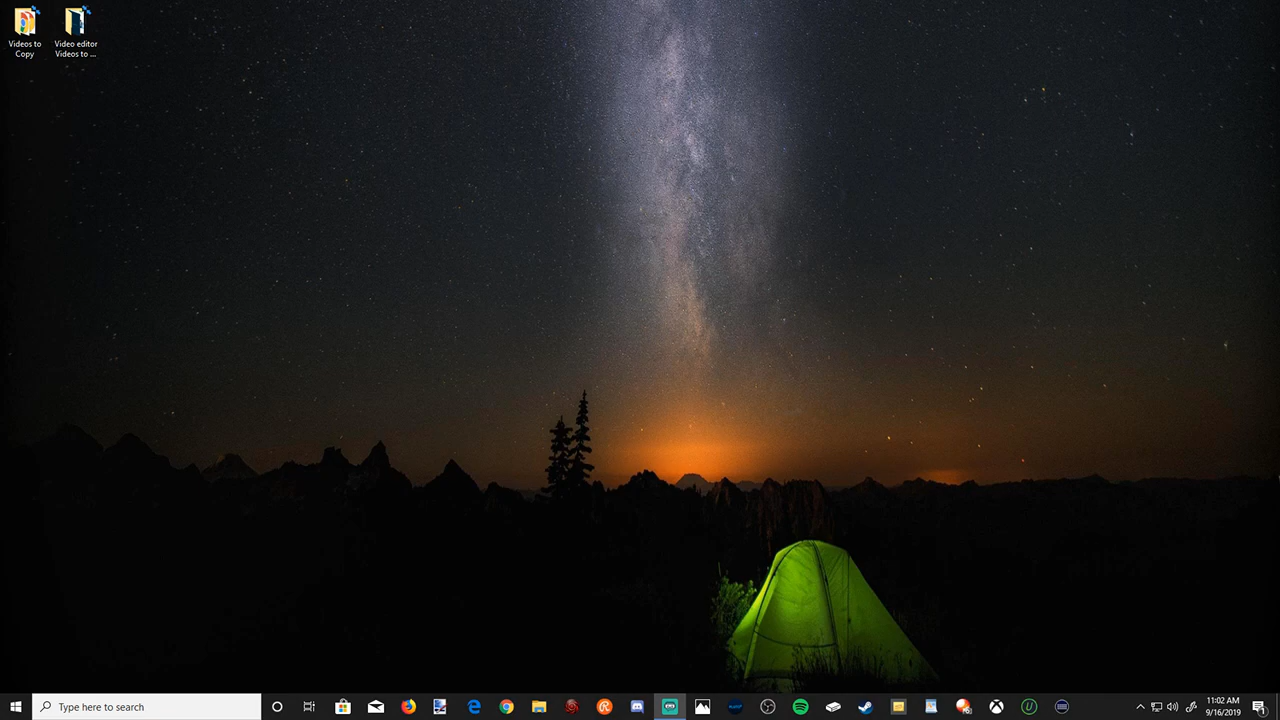 Videos to
Copy
Video editor
Videos to ...
Type here to search
11:02 AM
9/16/2019